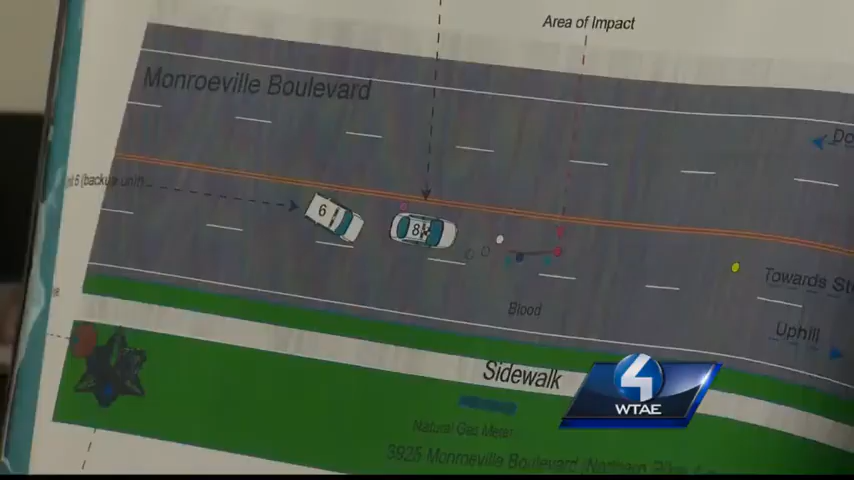 Area of Impact
Monroeville Boulevard
6 (backup unit)
6
8
Blood
Towards
Uphill
Sidewalk
4
WTAE
Natural Gas Meter
3925 Monroeville Boulevard